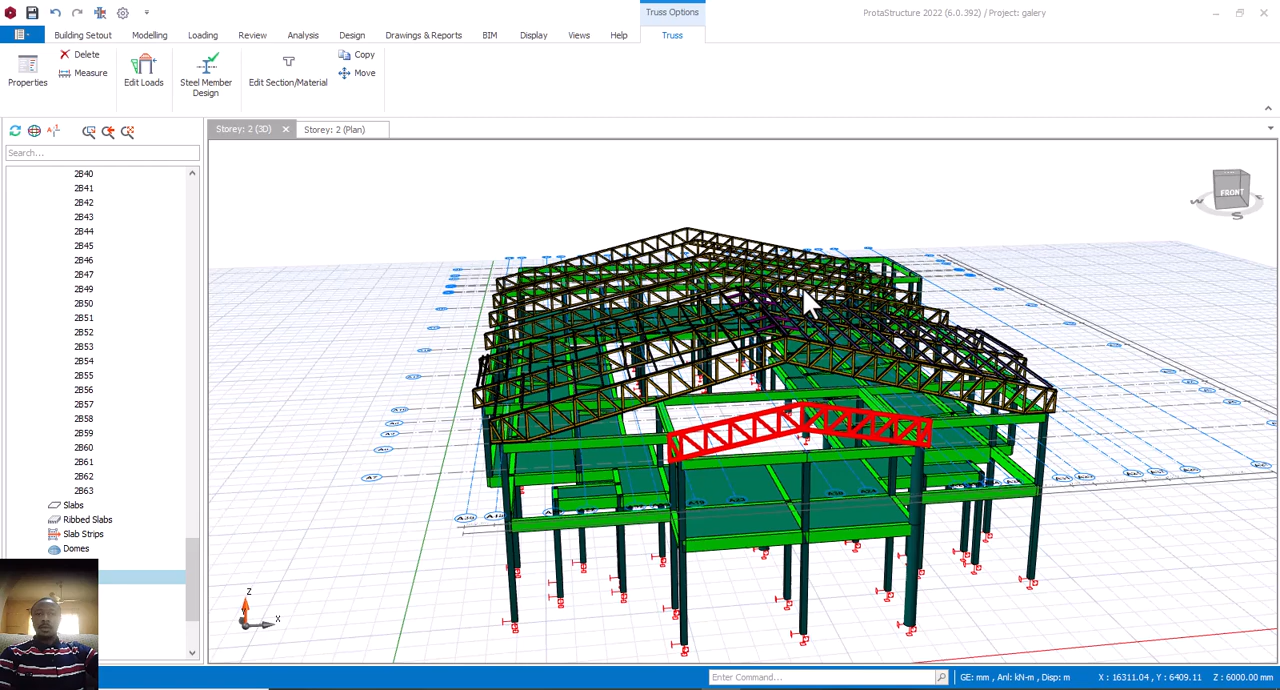 Truss Options
ProtaStructure 2022 (6.0.392) / Project: galery
Building Setout Modelling Loading Review Analysis Design Drawings & Reports BIM Display Views Help Truss
Properties
Delete
Measure
Edit Loads
Steel Member Design
Edit Section/Material
Copy
Move
Storey: 2 (3D)
Storey: 2 (Plan)
Search...
2B40
2B41
2B42
2B43
2B44
2B45
2B46
2B47
2B49
2B50
2B51
2B52
2B53
2B54
2B55
2B56
2B57
2B58
2B59
2B60
2B61
2B62
2B63
Slabs
Ribbed Slabs
Slab Strips
Domes
FRONT
W
S
Z
X
Enter Command...
GE: mm , Anl: kN-m , Disp: m
X : 16311.04 , Y : 6409.11
Z : 6000.00 mm